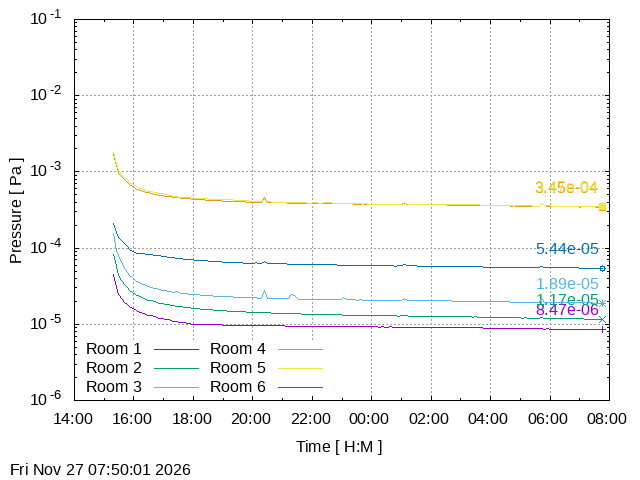 10^-1
10^-2
10^-3
10^-4
10^-5
10^-6
Pressure [ Pa ]
3.45e-04
5.44e-05
1.89e-05
1.17e-05
8.47e-06
Room 1 Room 4
Room 2 Room 5
Room 3 Room 6
14:00 16:00 18:00 20:00 22:00 00:00 02:00 04:00 06:00 08:00
Time [ H:M ]
Fri Nov 27 07:50:01 2026